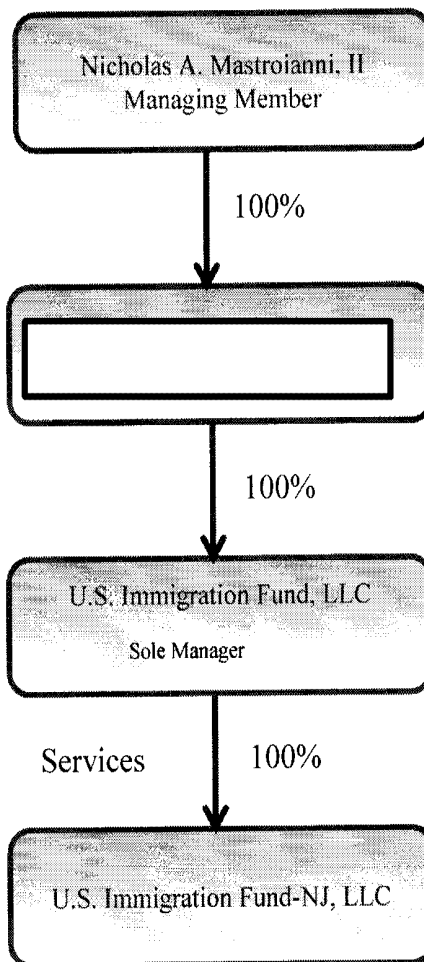 Nicholas A. Mastroianni, II
Managing Member
100%
100%
U.S. Immigration Fund, LLC
Sole Manager
Services 100%
U.S. Immigration Fund-NJ, LLC